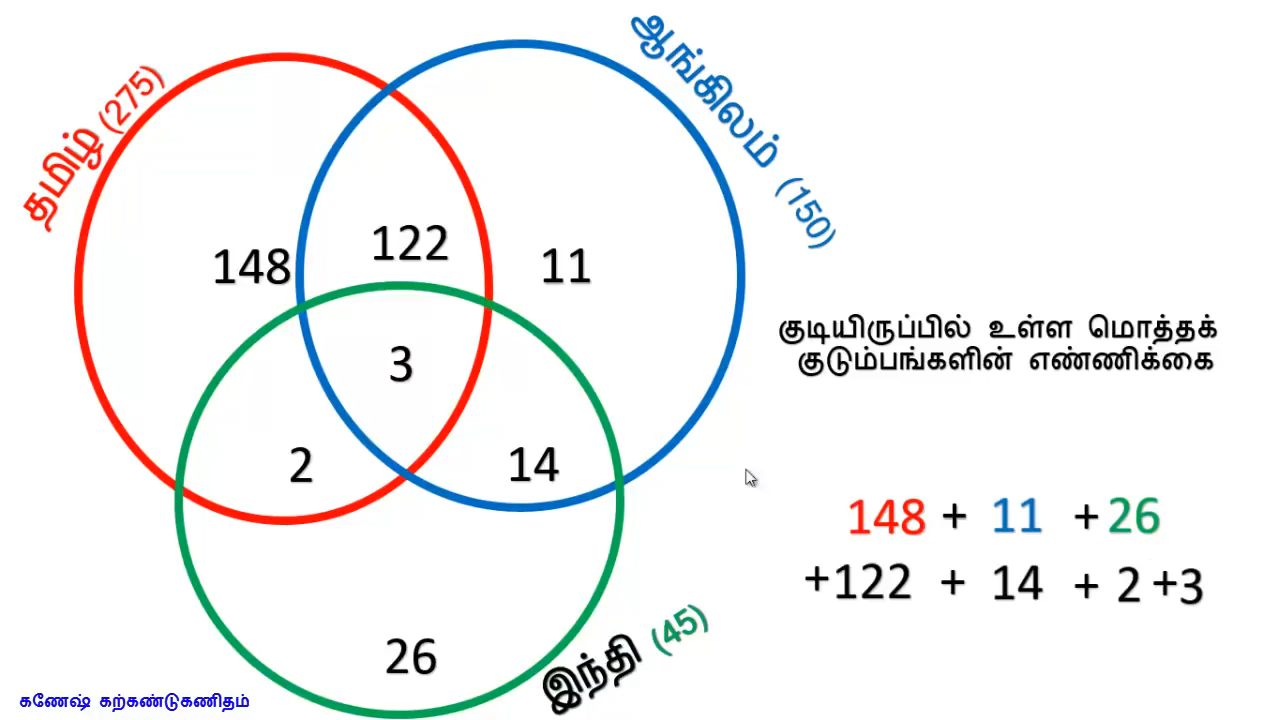 தமிழ் (275)
ஆங்கிலம் (150)
148
122
11
3
2
14
26
இந்தி (45)
குடியிருப்பில் உள்ள மொத்தக்
குடும்பங்களின் எண்ணிக்கை
148 + 11 + 26
+122 + 14 + 2 +3
கணேஷ் கற்கண்டுகணிதம்